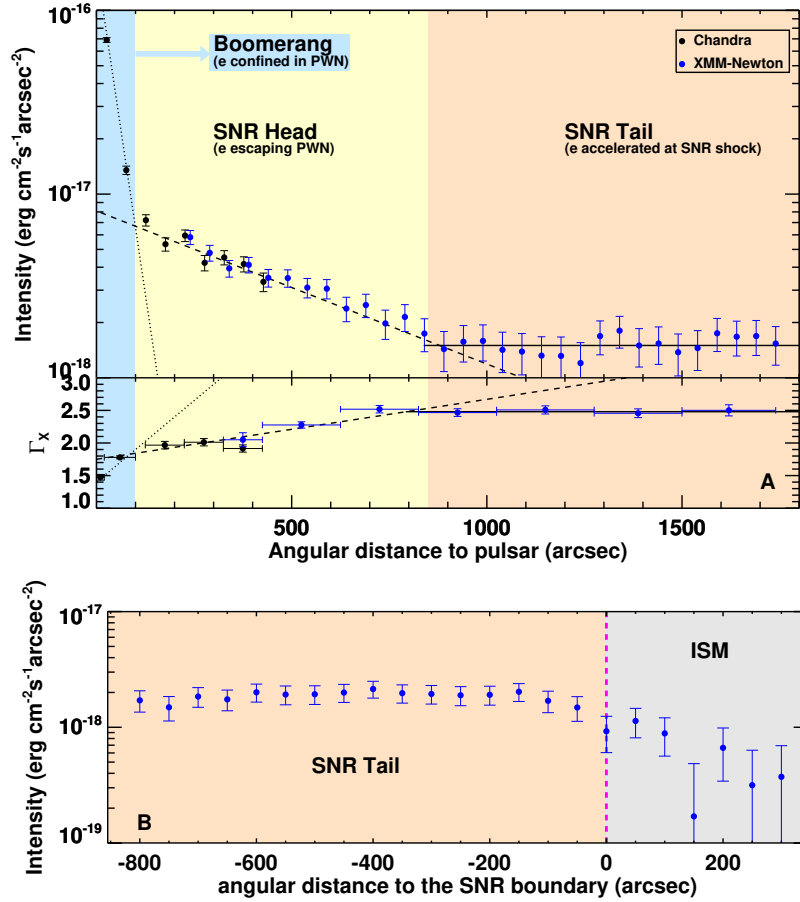 10⁻¹⁶
Boomerang
(e confined in PWN)
Chandra
XMM-Newton
SNR Head
(e escaping PWN)
SNR Tail
(e accelerated at SNR shock)
10⁻¹⁷
Intensity (erg cm⁻²s⁻¹arcsec⁻²)
10⁻¹⁸
3.0
2.5
2.0
1.5
1.0
Γ_X
A
500 1000 1500
Angular distance to pulsar (arcsec)
10⁻¹⁷
ISM
10⁻¹⁸
Intensity (erg cm⁻²s⁻¹arcsec⁻²)
SNR Tail
B
10⁻¹⁹
-800 -600 -400 -200 0 200
angular distance to the SNR boundary (arcsec)